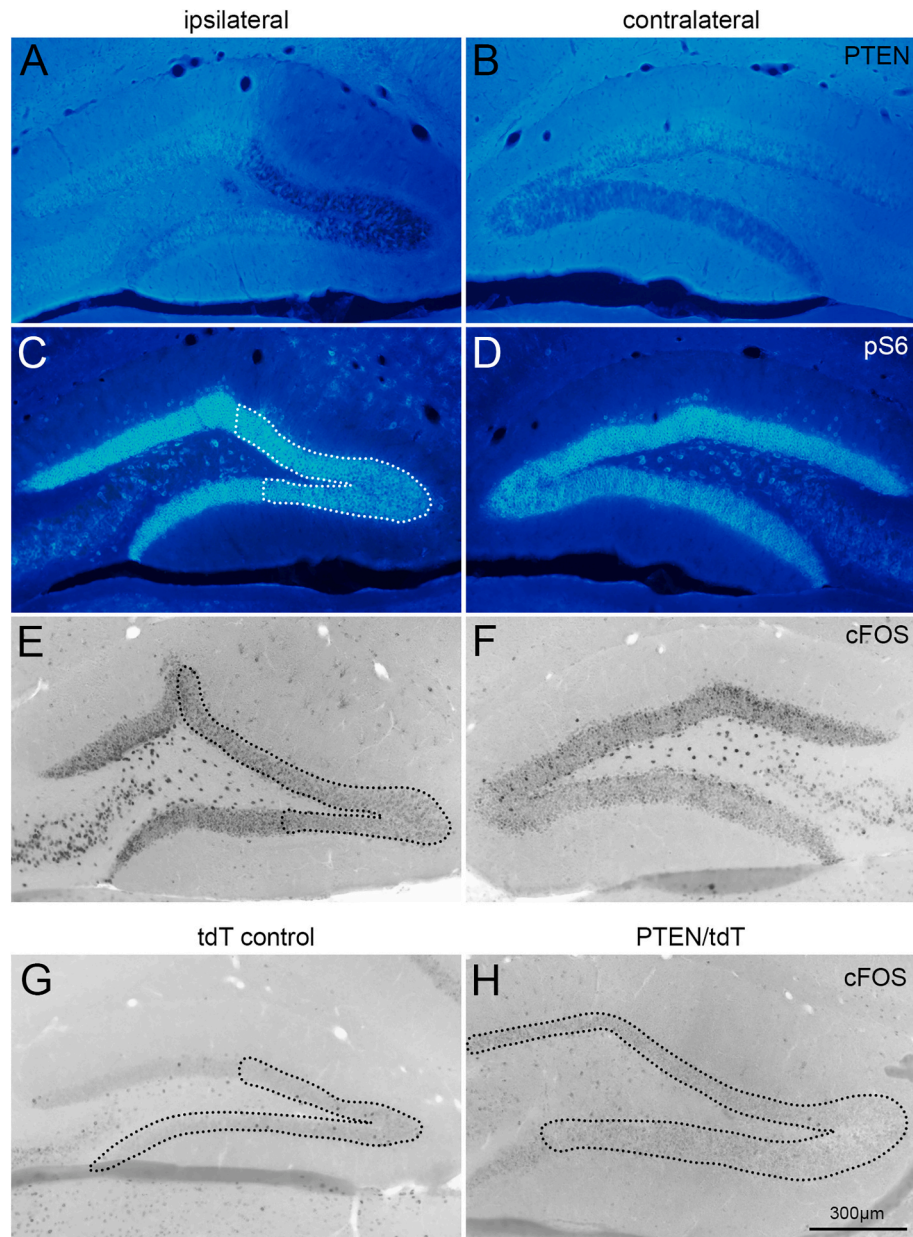 ipsilateral contralateral
A B PTEN
C D pS6
E F cFOS
tdT control PTEN/tdT
G H cFOS
300µm